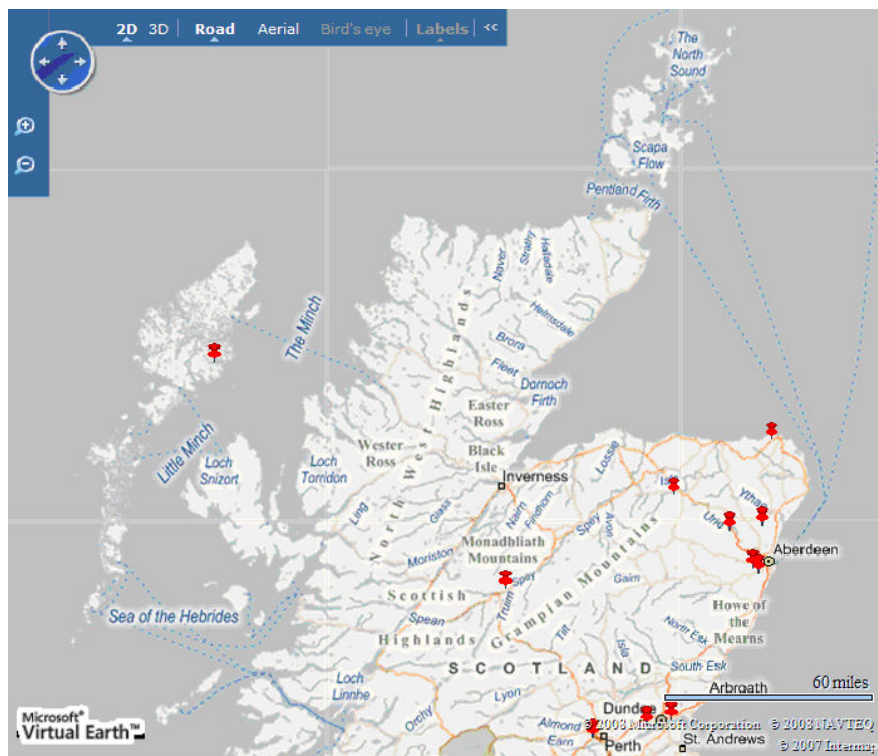 2D 3D Road Aerial Bird's eye Labels <<
The
North
Sound
Scapa
Flow
Pentland Firth
Naver
Strathy
Halladale
Helmsdale
The Minch
Brora
Fleet
Dornoch
Firth
North West Highlands
Easter
Ross
Little Minch
Wester
Ross
Black
Isle
Loch
Snizort
Loch
Torridon
Inverness
Lossie
Isla
Ythan
Ling
Glass
Nairn
Findhorn
Spey
Avon
Urie
Monadhliath
Mountains
Moriston
Aberdeen
Truim
Spey
Grampian Mountains
Gairn
Scottish
Highlands
Sea of the Hebrides
Spean
Howe of
the
Mearns
Tilt
Isla
North Esk
South Esk
SCOTLAND
Loch
Linnhe
Lyon
Orchy
60 miles
Arbroath
Dundee
Almond
Earn
Perth
St. Andrews
Microsoft®
Virtual Earth™
© 2008 Microsoft Corporation © 2008 NAVTEQ
© 2007 Intermap